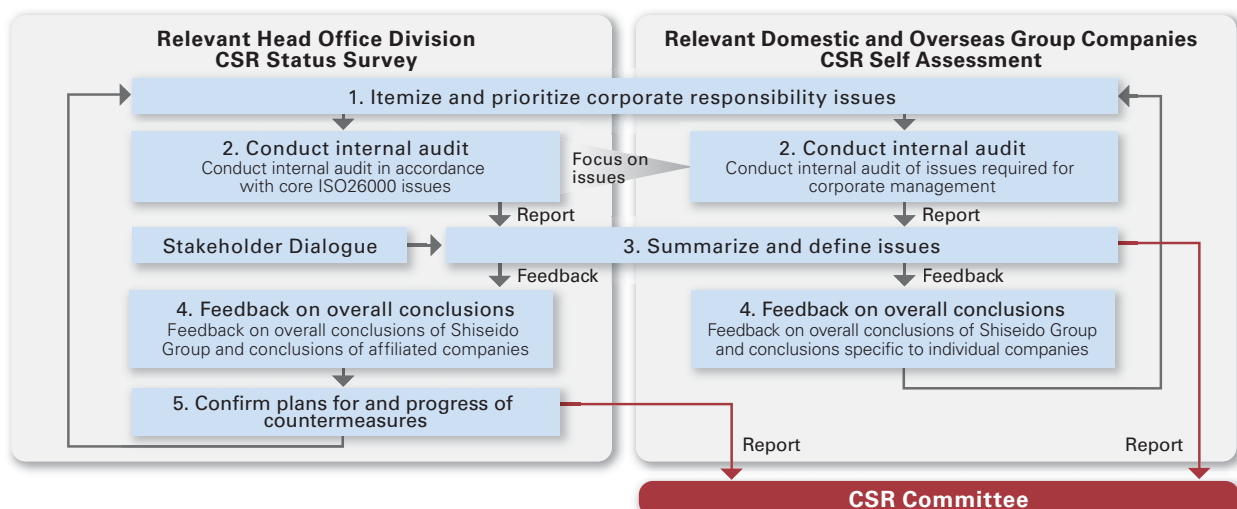 Relevant Head Office Division
CSR Status Survey
Relevant Domestic and Overseas Group Companies
CSR Self Assessment
1. Itemize and prioritize corporate responsibility issues
2. Conduct internal audit
Conduct internal audit in accordance
with core ISO26000 issues
Focus on
issues
2. Conduct internal audit
Conduct internal audit of issues required for
corporate management
Report
Report
Stakeholder Dialogue
3. Summarize and define issues
Feedback
Feedback
4. Feedback on overall conclusions
Feedback on overall conclusions of Shiseido
Group and conclusions of affiliated companies
4. Feedback on overall conclusions
Feedback on overall conclusions of Shiseido Group
and conclusions specific to individual companies
5. Confirm plans for and progress of
countermeasures
Report
Report
CSR Committee